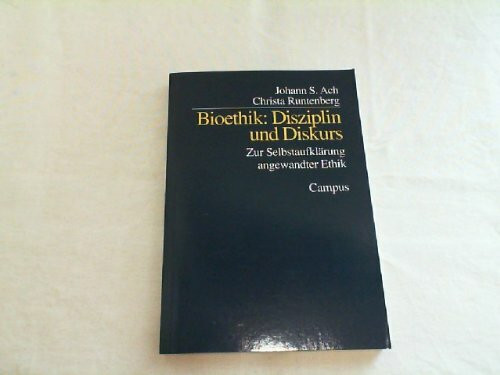 Johann S. Ach
Christa Runtenberg
Bioethik: Disziplin
und Diskurs
Zur Selbstaufklärung
angewandter Ethik
Campus